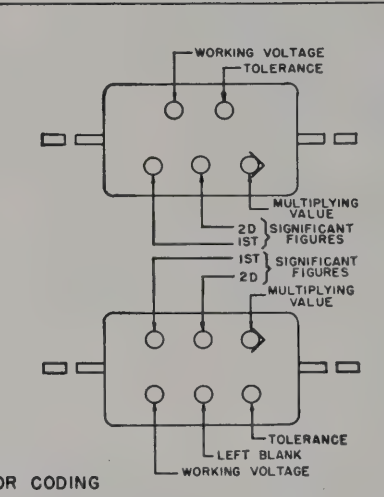 WORKING VOLTAGE
TOLERANCE
MULTIPLYING
VALUE
2D
1ST
SIGNIFICANT
FIGURES
1ST
2D
SIGNIFICANT
FIGURES
MULTIPLYING
VALUE
TOLERANCE
LEFT BLANK
WORKING VOLTAGE
OR CODING